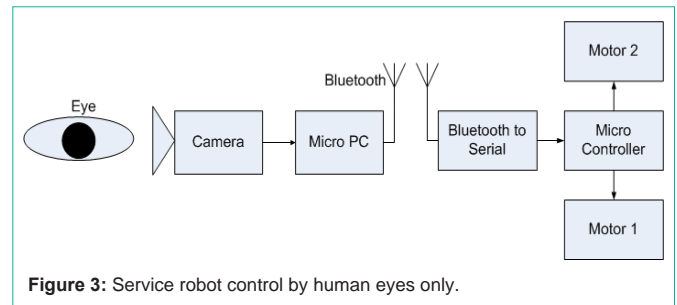 Motor 2
Bluetooth
Eye
Camera
Micro PC
Bluetooth to
Serial
Micro
Controller
Motor 1
Figure 3: Service robot control by human eyes only.